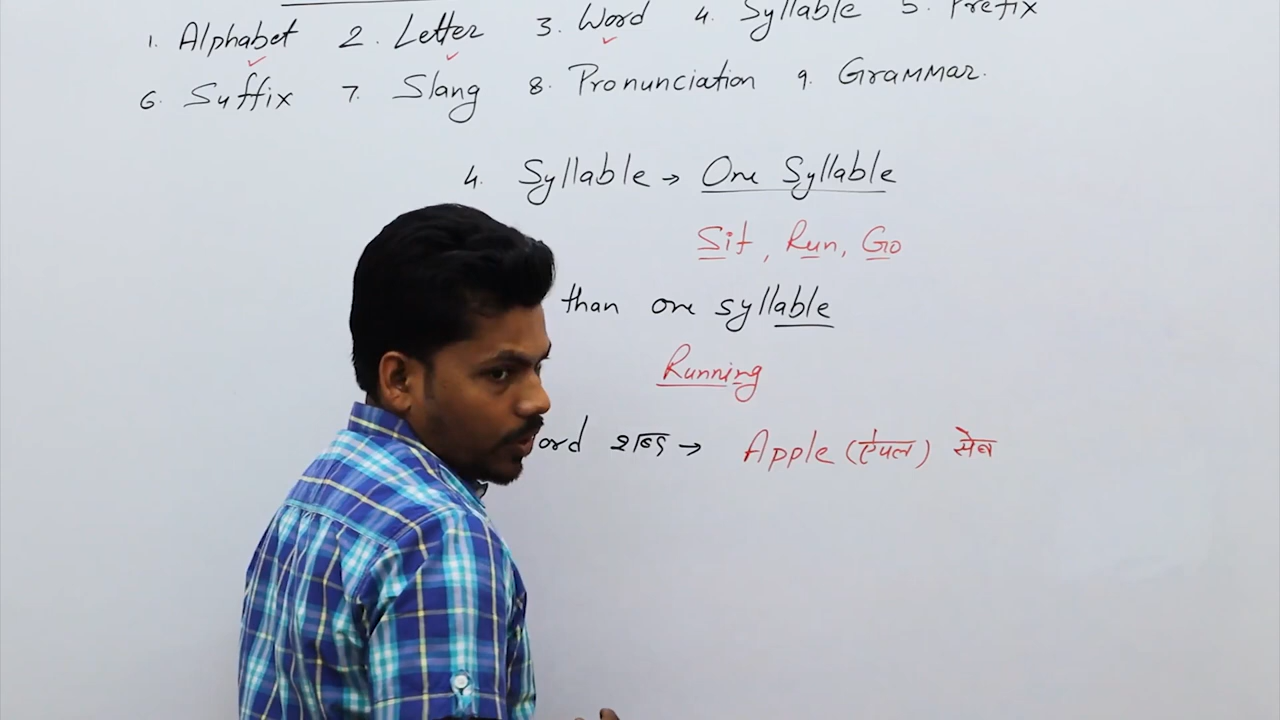 1. Alphabet 2. Letter 3. Word 4. Syllable 5. Prefix
6. Suffix 7. Slang 8. Pronunciation 9. Grammar.
4. Syllable → One Syllable
Sit, Run, Go
than one syllable
Running
ord शब्द → Apple (ऐपल) सेब